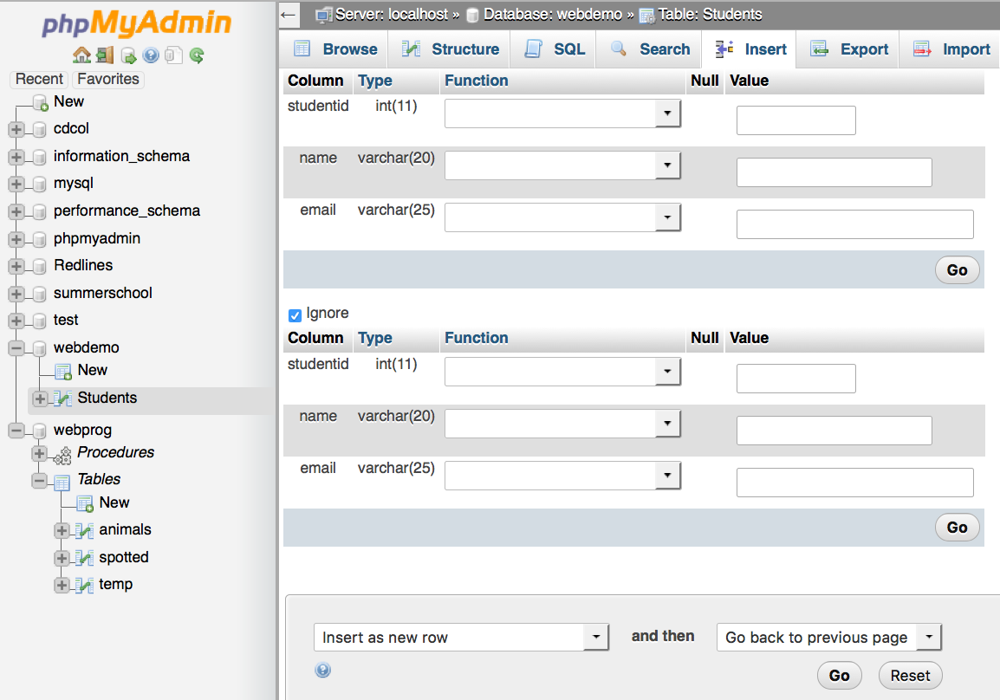 phpMyAdmin
Recent Favorites
New
cdcol
information_schema
mysql
performance_schema
phpmyadmin
Redlines
summerschool
test
webdemo
New
Students
webprog
Procedures
Tables
New
animals
spotted
temp
Server: localhost » Database: webdemo » Table: Students
Browse Structure SQL Search Insert Export Import
Column Type Function Null Value
studentid int(11)
name varchar(20)
email varchar(25)
Go
Ignore
Column Type Function Null Value
studentid int(11)
name varchar(20)
email varchar(25)
Go
Insert as new row and then Go back to previous page
Go Reset